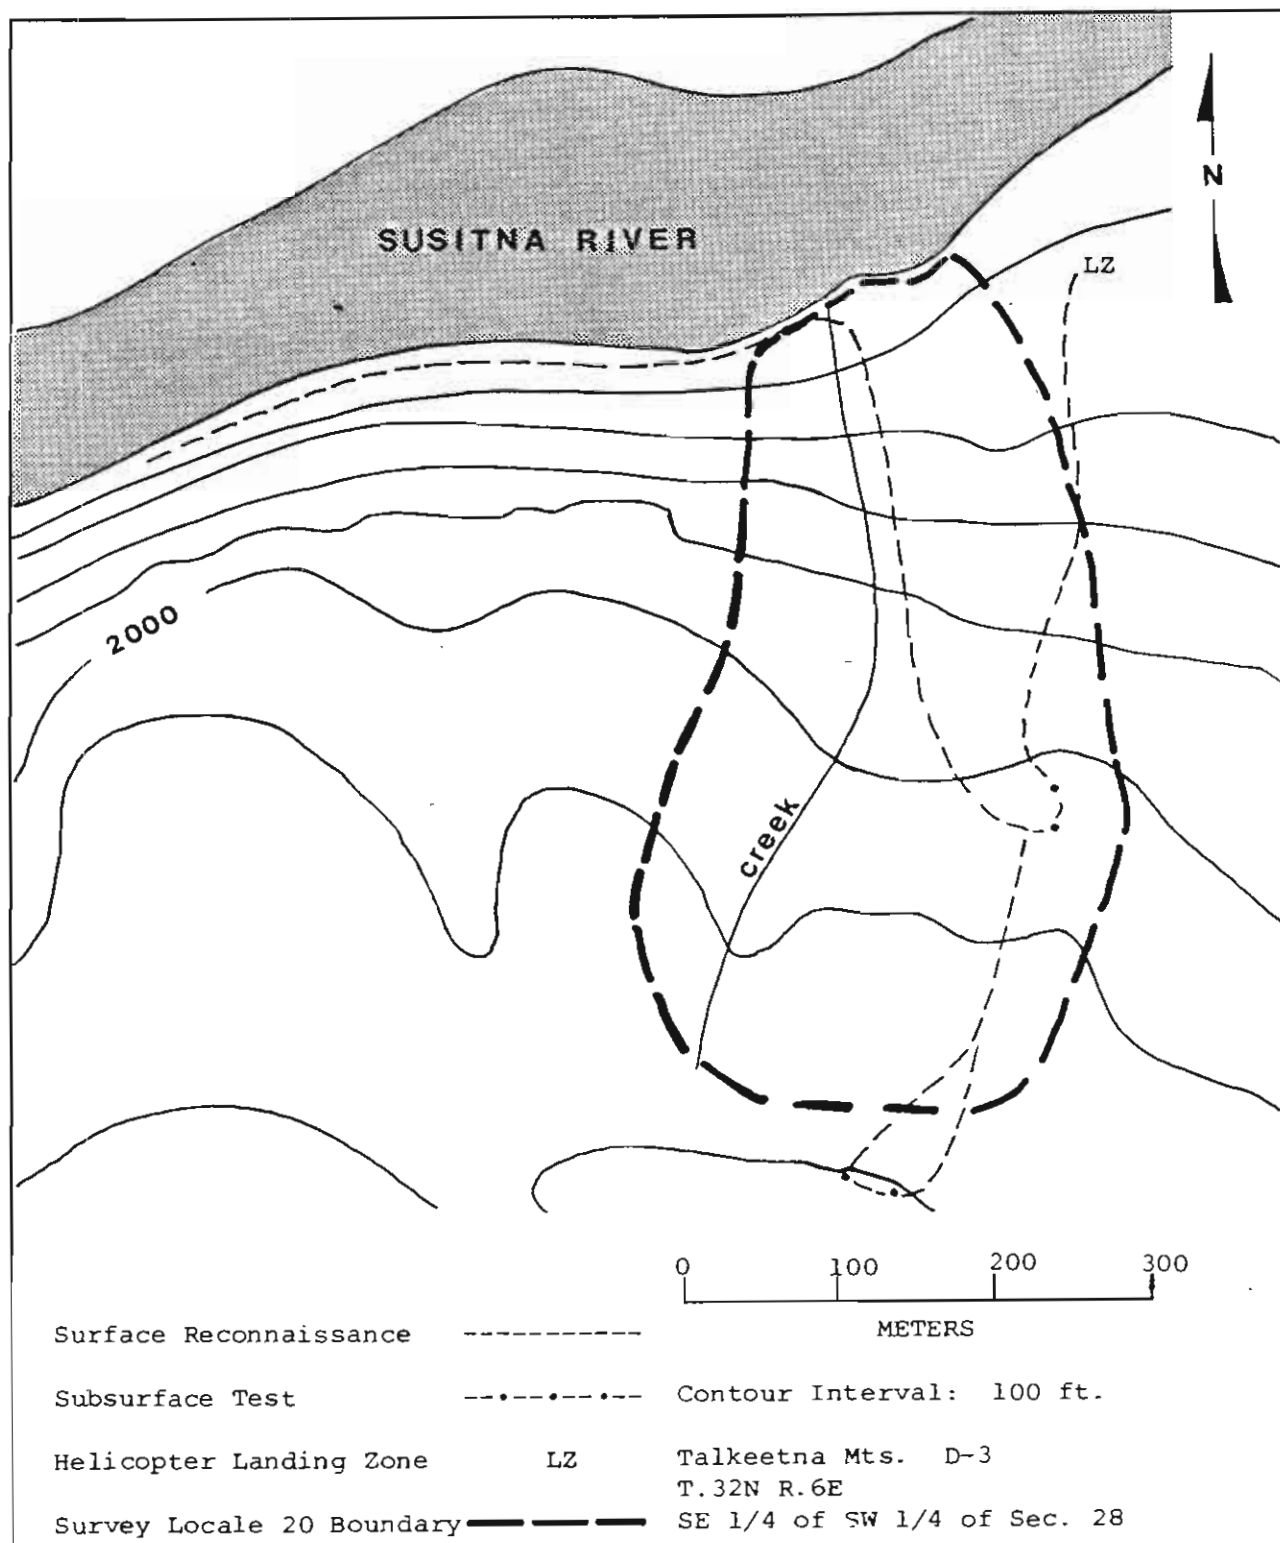 N
SUSITNA RIVER
LZ
2000
creek
0 100 200 300
METERS
Surface Reconnaissance
Subsurface Test
Contour Interval: 100 ft.
Helicopter Landing Zone LZ
Talkeetna Mts. D-3
T.32N R.6E
Survey Locale 20 Boundary
SE 1/4 of SW 1/4 of Sec. 28